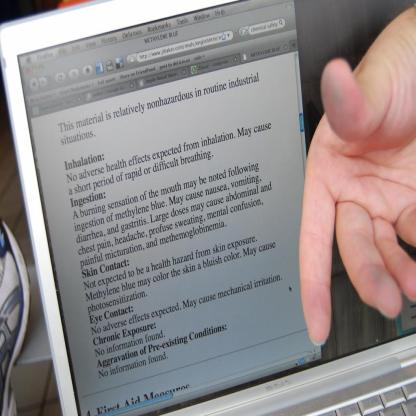 METHYLENE BLUE
History Bookmarks Develop Window Help
This material is relatively nonhazardous in routine industrial
situations.
Inhalation:
No adverse health effects expected from inhalation. May cause
a short period of rapid or difficult breathing.
Ingestion:
A burning sensation of the mouth may be noted following
ingestion of methylene blue. May cause nausea, vomiting,
diarrhea, and gastritis. Large doses may cause abdominal and
chest pain, headache, profuse sweating, mental confusion,
painful micturation, and methemoglobinemia.
Skin Contact:
Not expected to be a health hazard from skin exposure.
Methylene blue may color the skin a bluish color. May cause
photosensitization.
Eye Contact:
No adverse effects expected. May cause mechanical irritation.
Chronic Exposure:
No information found.
Aggravation of Pre-existing Conditions:
No information found.
4. First Aid Measures